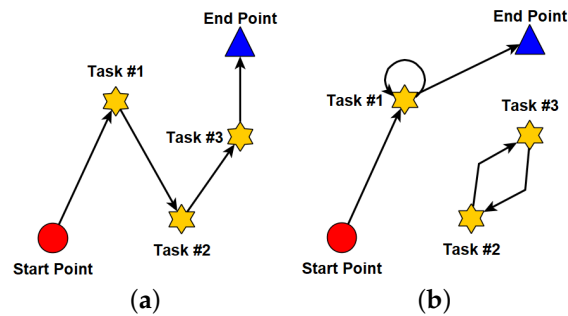 End Point
Task #1
Task #3
Task #2
Start Point
(a)
End Point
Task #1
Task #3
Task #2
Start Point
(b)